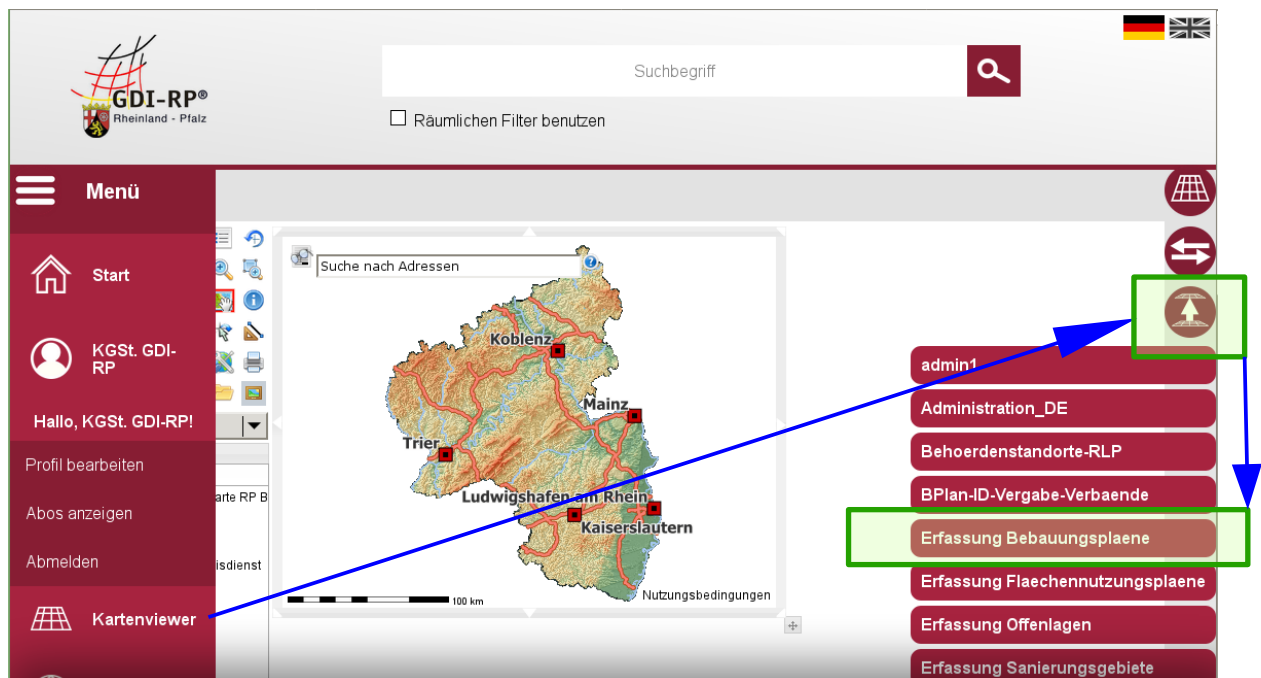 GDI-RP®
Rheinland - Pfalz
Suchbegriff
Räumlichen Filter benutzen
Menü
Start
KGSt. GDI-
RP
Hallo, KGSt. GDI-RP!
Profil bearbeiten
Abos anzeigen
Abmelden
Kartenviewer
arte RP B
isdienst
Suche nach Adressen
Koblenz
Mainz
Trier
Ludwigshafen am Rhein
Kaiserslautern
100 km
Nutzungsbedingungen
admin1
Administration_DE
Behoerdenstandorte-RLP
BPlan-ID-Vergabe-Verbaende
Erfassung Bebauungsplaene
Erfassung Flaechennutzungsplaene
Erfassung Offenlagen
Erfassung Sanierungsgebiete